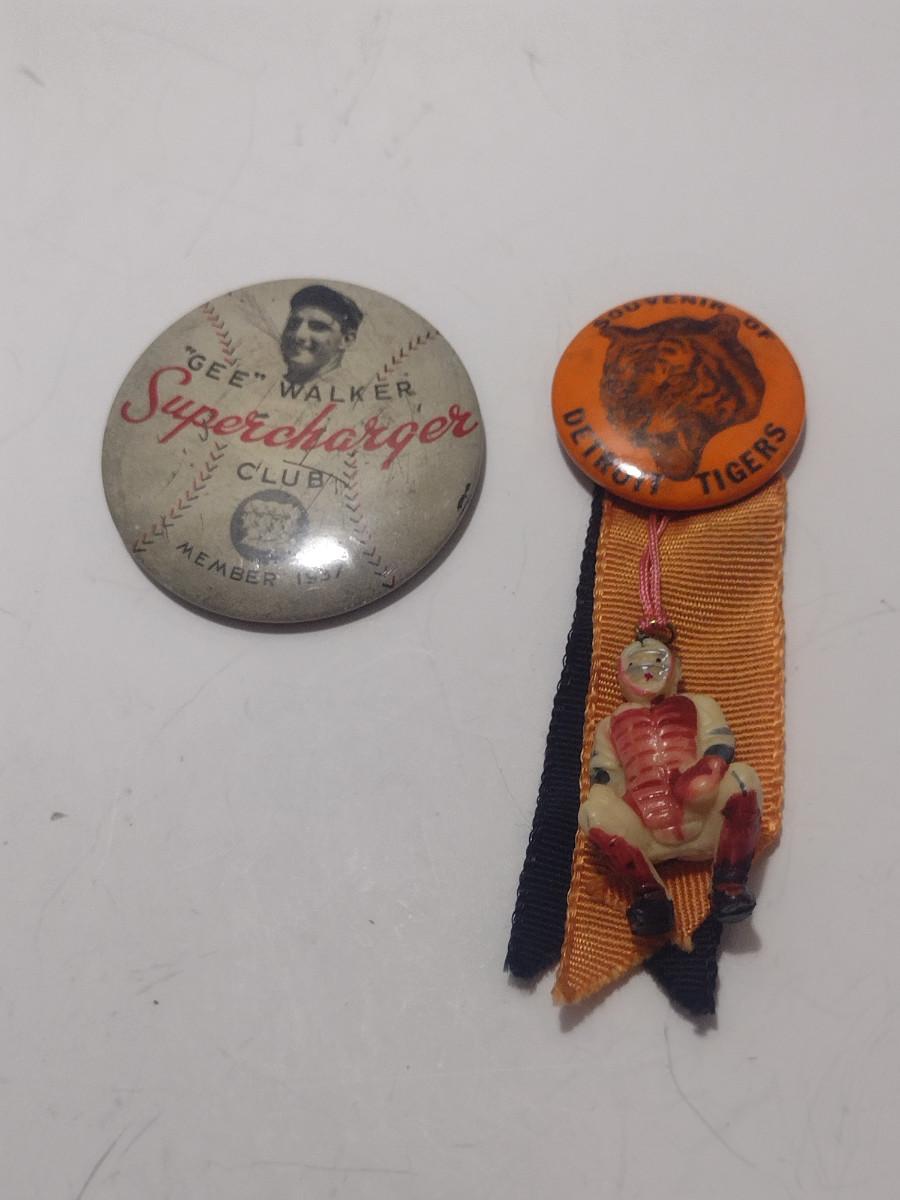 "GEE" WALKER
Supercharger
CLUB
MEMBER 1937
SOUVENIR OF
DETROIT TIGERS